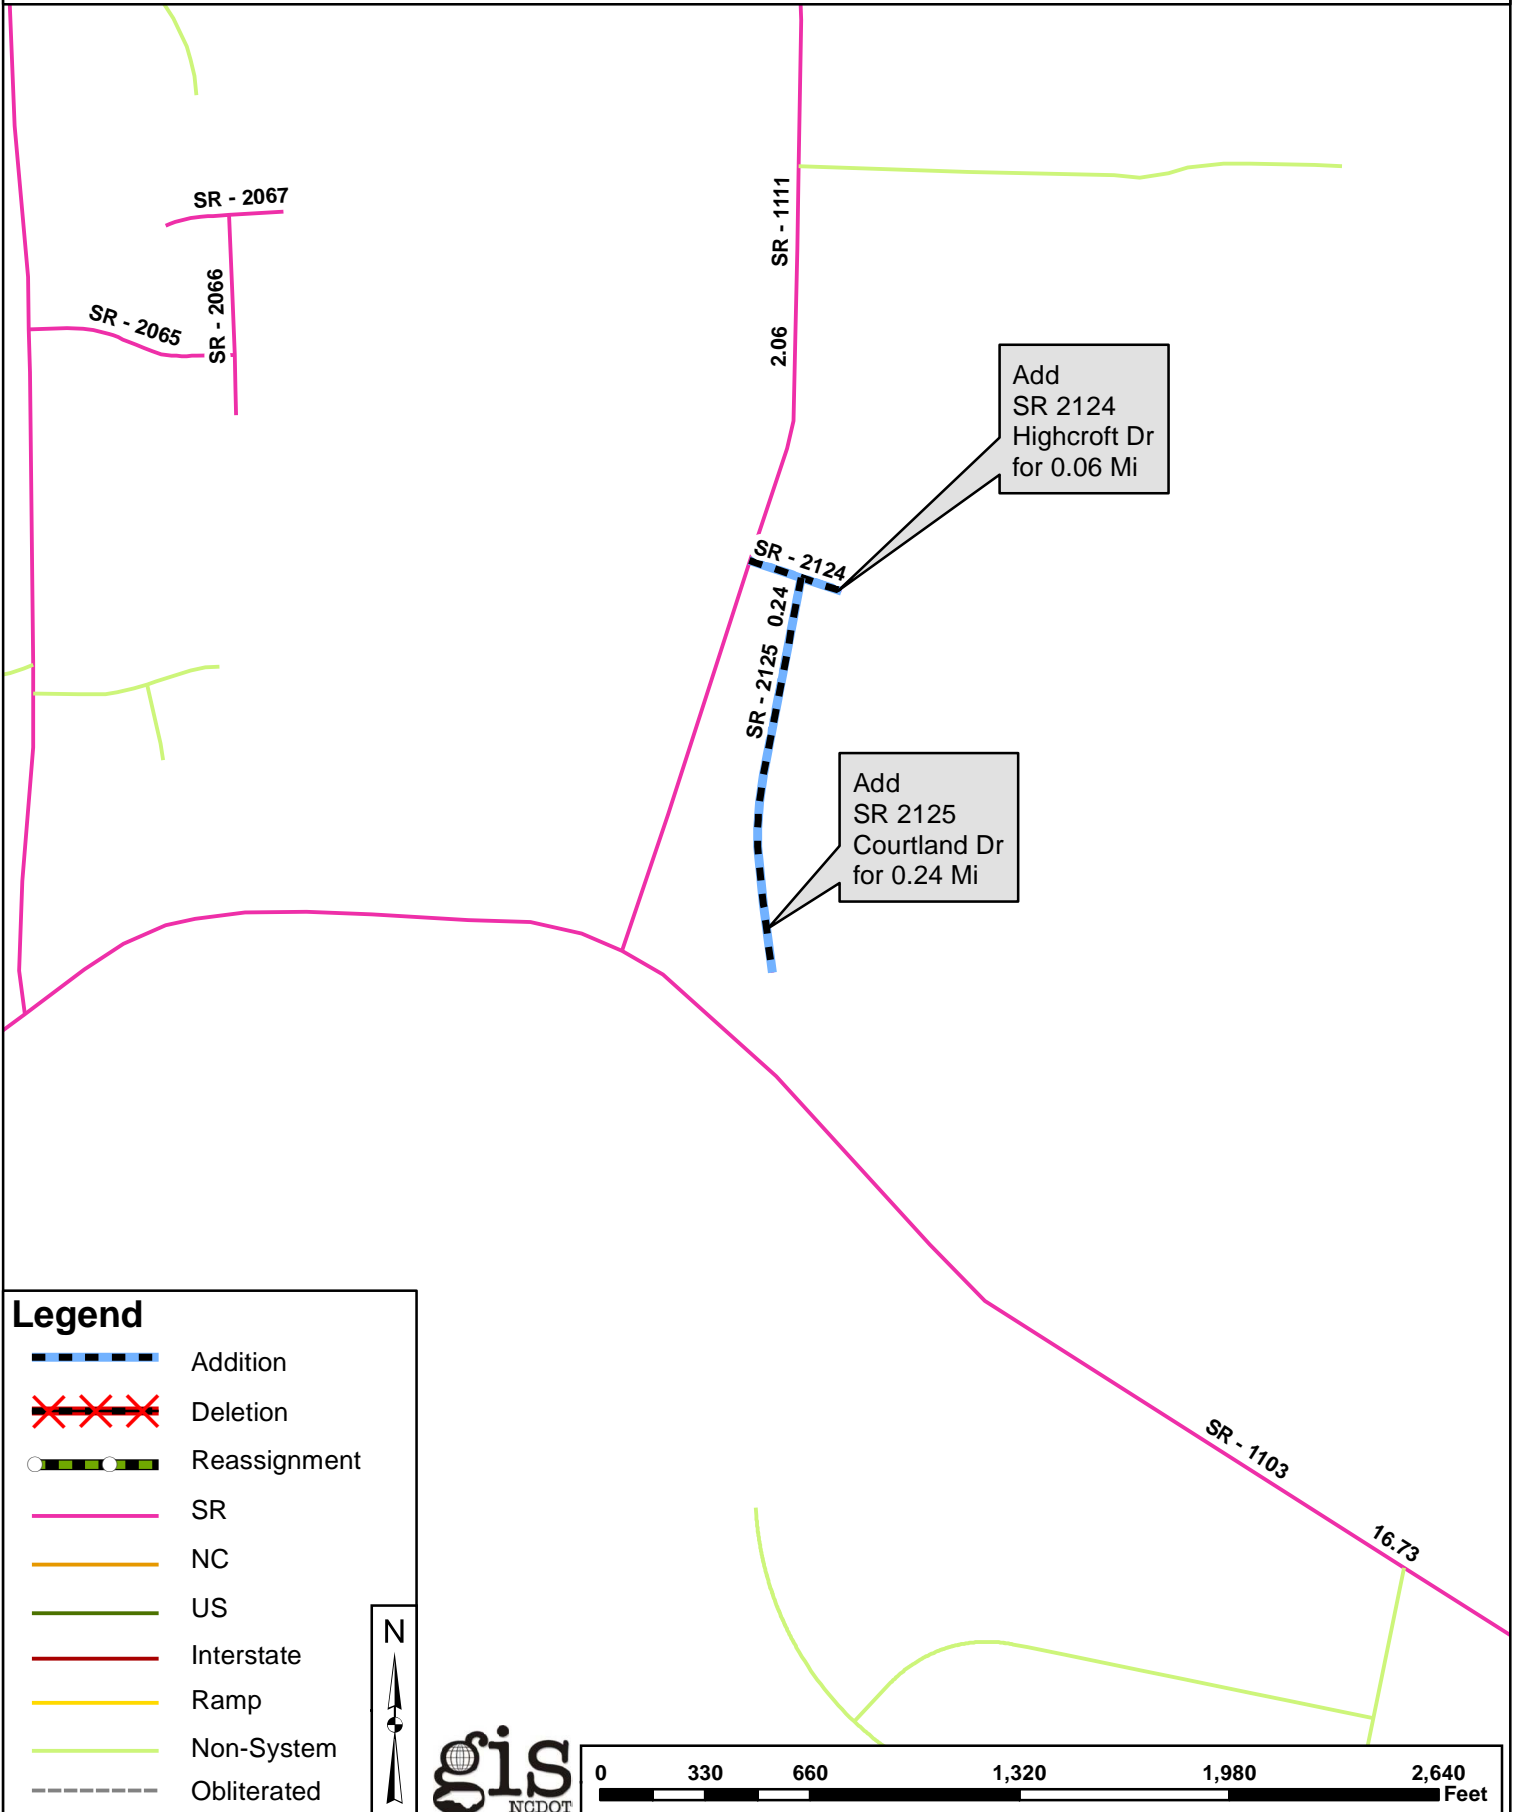 SR - 2067
SR - 1111
SR - 2066
SR - 2065
2.06
Add
SR 2124
Highcroft Dr
for 0.06 Mi
SR - 2124
0.24
SR - 2125
Add
SR 2125
Courtland Dr
for 0.24 Mi
Legend
Addition
Deletion
Reassignment
SR
NC
US
Interstate
Ramp
Non-System
Obliterated
N
SR - 1103
16.73
gis
NCDOT
0 330 660 1,320 1,980 2,640
Feet